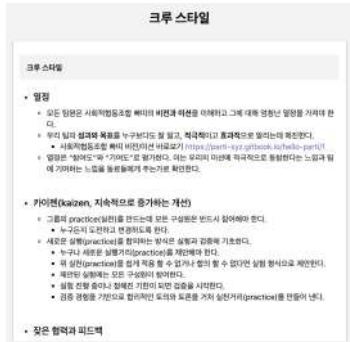 크루 스타일
크루 스타일
열정
모든 팀원은 사회적협동조합 빠띠의 비전과 미션을 이해하고 그에 대해 엄청난 열정을 가져야 한
다.
우리 팀의 성과와 목표를 누구보다도 잘 알고, 적극적이고 효과적으로 알리는데 매진한다.
사회적협동조합 빠띠 비전/미션 바로보기 https://parti-xyz.gitbook.io/hello-parti/f
열정은 "참여도"와 "기여도"로 평가한다. 이는 우리의 미션에 적극적으로 동참한다는 느낌과 팀
에 기여하는 느낌을 동료들에게 주는가로 확인한다.
카이젠(kaizen, 지속적으로 증가하는 개선)
그룹의 practice(실천)를 만드는데 모든 구성원은 반드시 참여해야 한다.
누구든지 도전하고 변경하도록 한다.
새로운 실행(practice)를 합의하는 방식은 실험과 검증에 기초한다.
누구나 새로운 실행거리(practice)를 제안해야 한다.
위 실천(practice)을 쉽게 적용 할 수 없거나 합의 할 수 없다면 실험 형식으로 제안한다.
제안된 실험에는 모든 구성원이 참여한다.
실험 진행 중이나 정해진 기한이 되면 검증을 시작한다.
검증 경험을 기반으로 합리적인 토의와 토론을 거쳐 실천거리(practice)를 만들어 낸다.
잦은 협력과 피드백